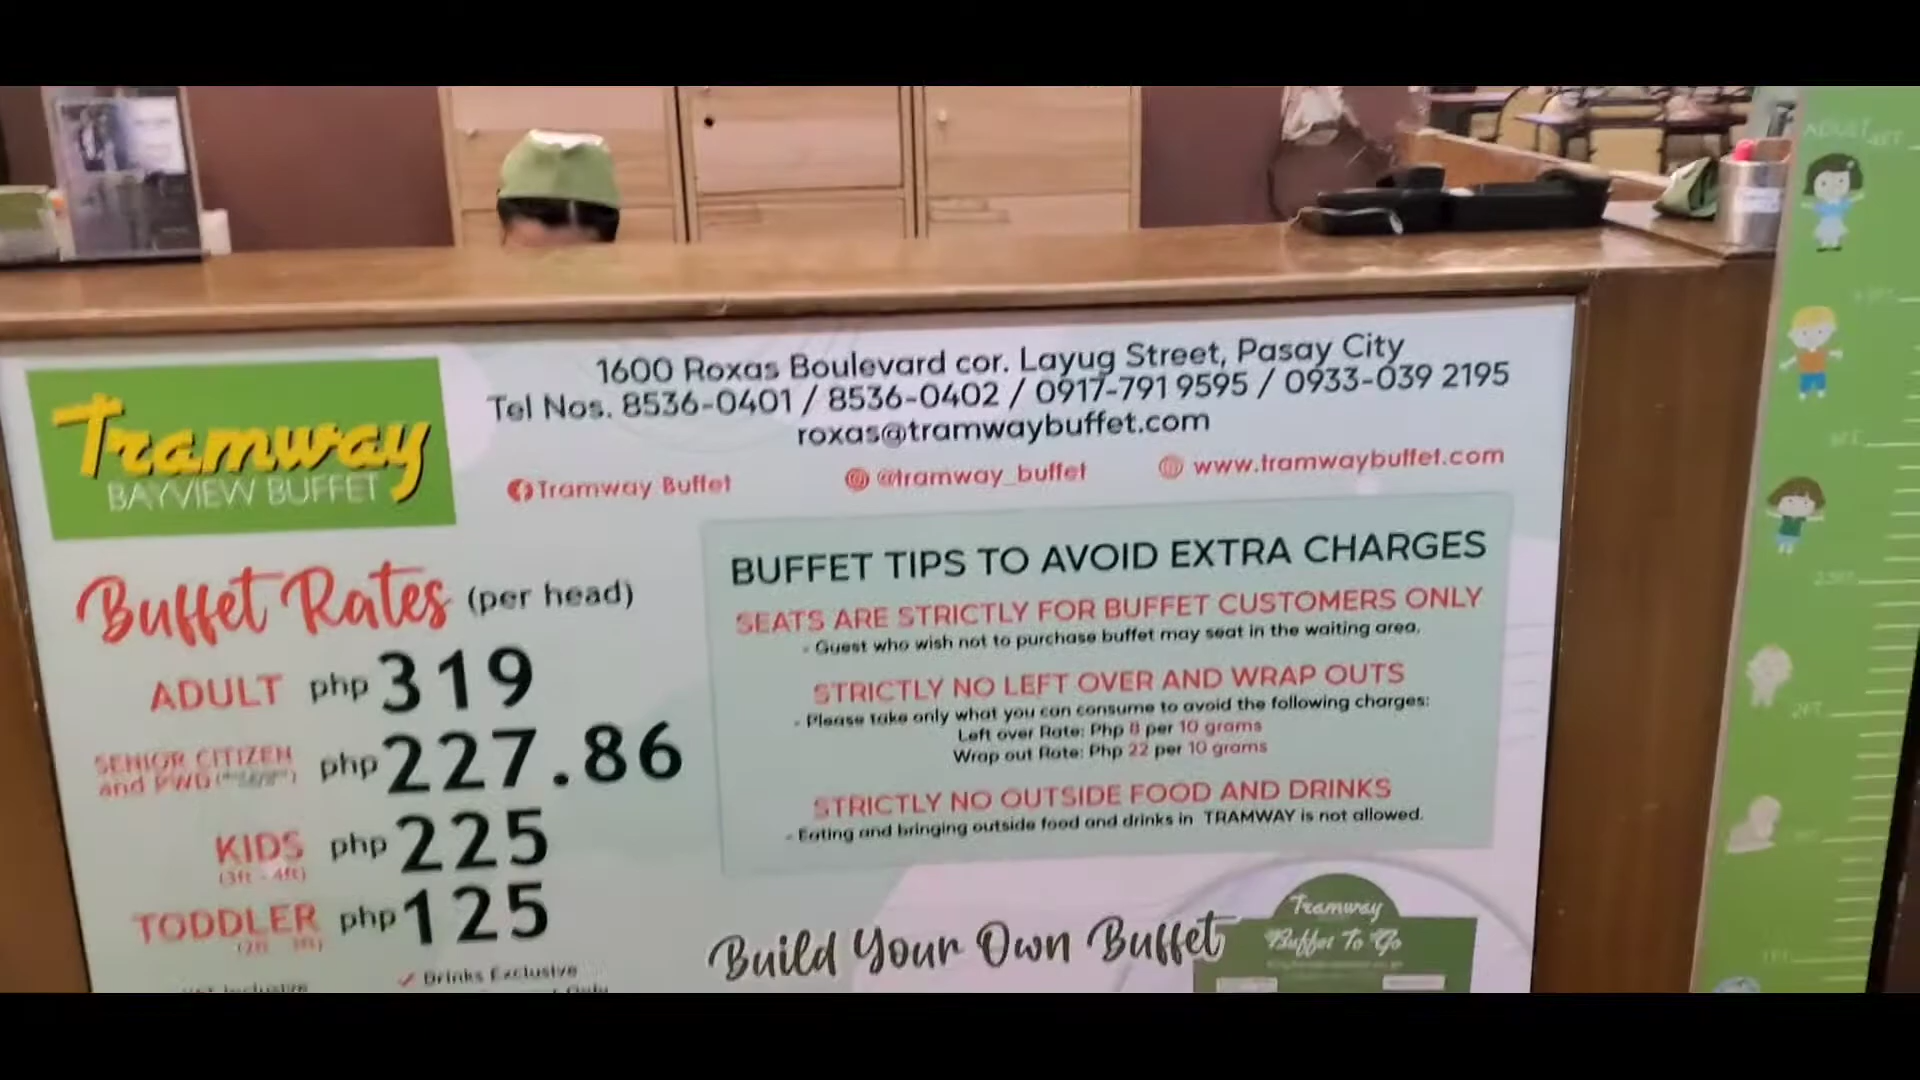 1600 Roxas Boulevard cor. Layug Street, Pasay City
Tel Nos. 8536-0401 / 8536-0402 / 0917-791 9595 / 0933-039 2195
roxas@tramwaybuffet.com
Tramway Buffet
@tramway_buffet
www.tramwaybuffet.com
Tramway
BAYVIEW BUFFET
Buffet Rates (per head)
ADULT php 319
SENIOR CITIZEN
and PWD
php 227.86
KIDS php 225
(3ft - 4ft)
TODDLER php 125
(2ft - 3ft)
Drinks Exclusive
BUFFET TIPS TO AVOID EXTRA CHARGES
SEATS ARE STRICTLY FOR BUFFET CUSTOMERS ONLY
- Guest who wish not to purchase buffet may seat in the waiting area.
STRICTLY NO LEFT OVER AND WRAP OUTS
- Please take only what you can consume to avoid the following charges:
Left over Rate: Php 8 per 10 grams
Wrap out Rate: Php 22 per 10 grams
STRICTLY NO OUTSIDE FOOD AND DRINKS
- Eating and bringing outside food and drinks in TRAMWAY is not allowed.
Build Your Own Buffet
Tramway
Buffet To Go
ADULT 4FT
2FT